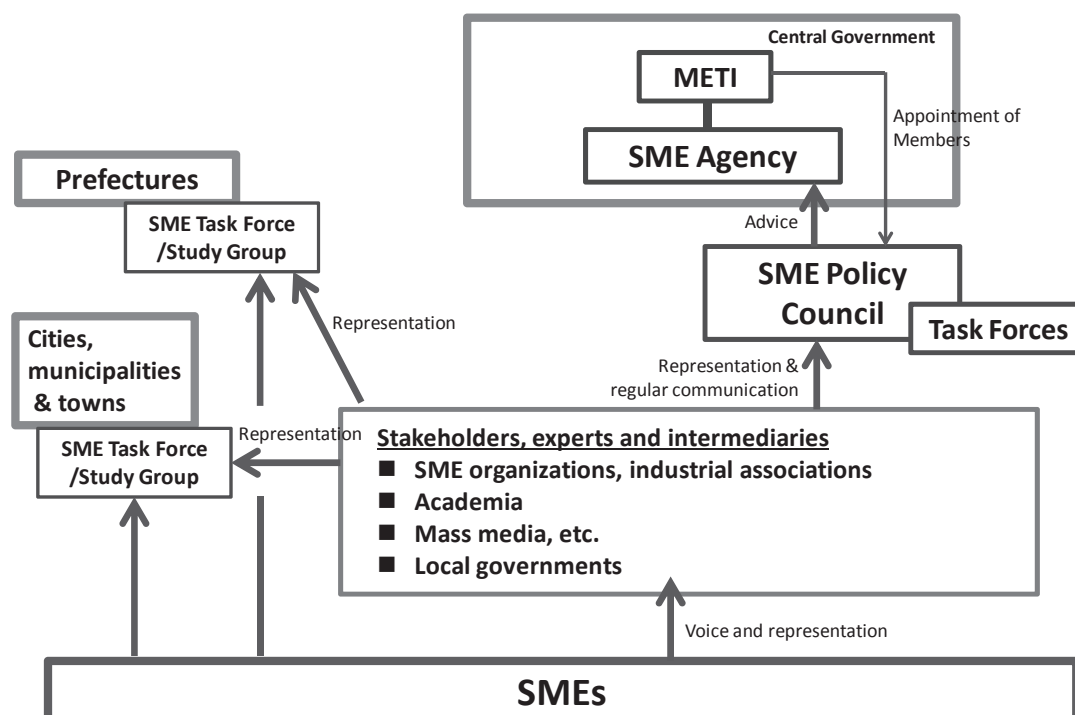 Central Government
METI
Appointment of
Members
SME Agency
Prefectures
SME Task Force
/Study Group
Advice
SME Policy
Council
Task Forces
Representation
Cities,
municipalities
& towns
Representation &
regular communication
SME Task Force
/Study Group
Representation
Stakeholders, experts and intermediaries
■ SME organizations, industrial associations
■ Academia
■ Mass media, etc.
■ Local governments
Voice and representation
SMEs